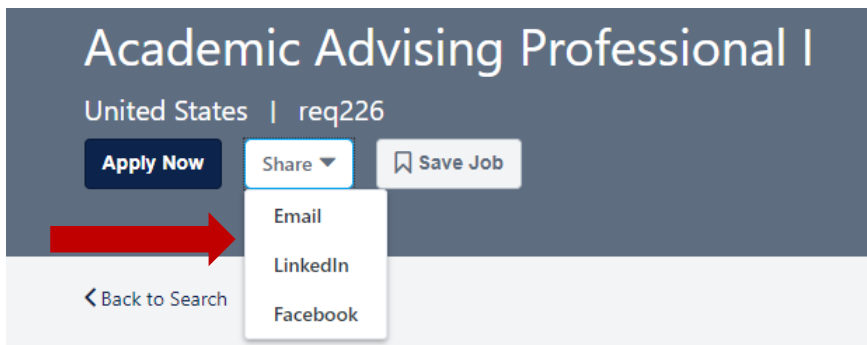 Academic Advising Professional I
United States | req226
Apply Now Share Save Job
Email
LinkedIn
Back to Search
Facebook